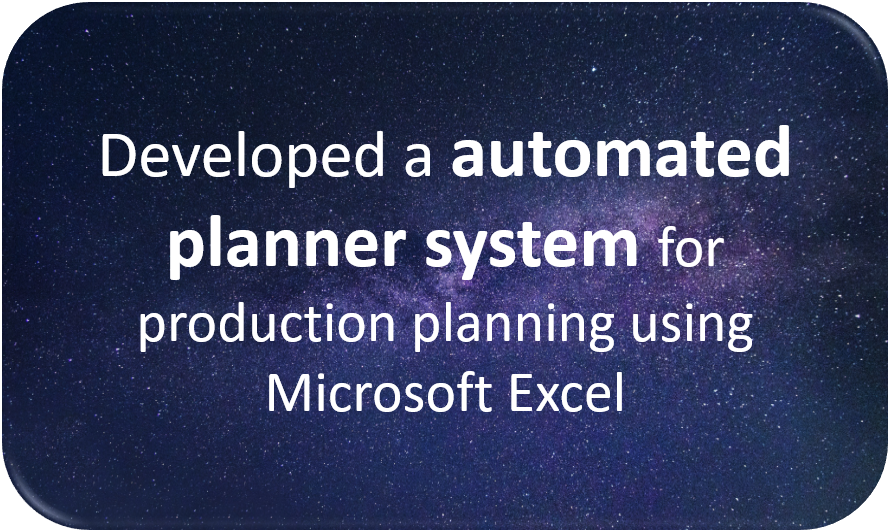 Developed a automated
planner system for
production planning using
Microsoft Excel